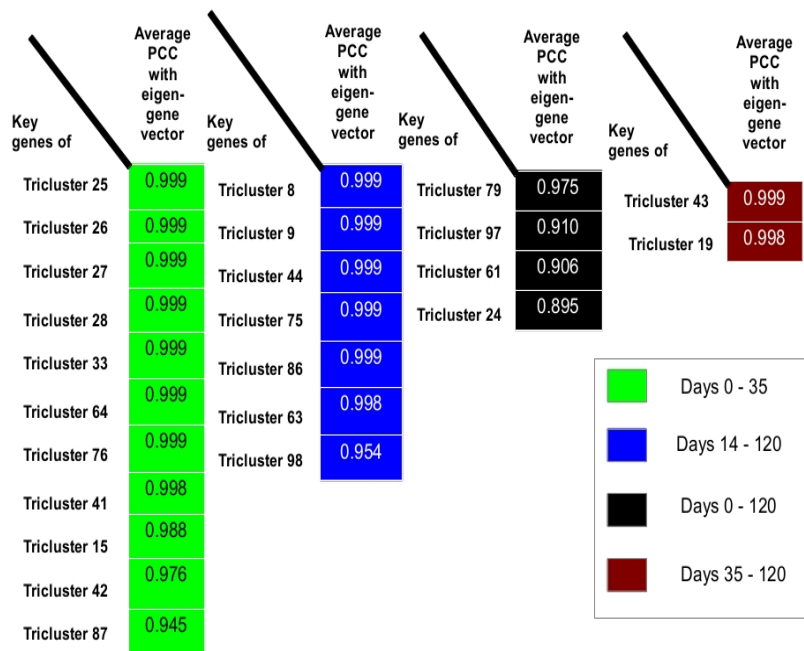 Average
PCC
with
eigen-
gene
vector
Key
genes of
Tricluster 25 0.999
Tricluster 26 0.999
Tricluster 27 0.999
Tricluster 28 0.999
Tricluster 33 0.999
Tricluster 64 0.999
Tricluster 76 0.999
Tricluster 41 0.998
Tricluster 15 0.988
Tricluster 42 0.976
Tricluster 87 0.945
Average
PCC
with
eigen-
gene
vector
Key
genes of
Tricluster 8 0.999
Tricluster 9 0.999
Tricluster 44 0.999
Tricluster 75 0.999
Tricluster 86 0.999
Tricluster 63 0.998
Tricluster 98 0.954
Average
PCC
with
eigen-
gene
vector
Key
genes of
Tricluster 79 0.975
Tricluster 97 0.910
Tricluster 61 0.906
Tricluster 24 0.895
Average
PCC
with
eigen-
gene
vector
Key
genes of
Tricluster 43 0.999
Tricluster 19 0.998
Days 0 - 35
Days 14 - 120
Days 0 - 120
Days 35 - 120